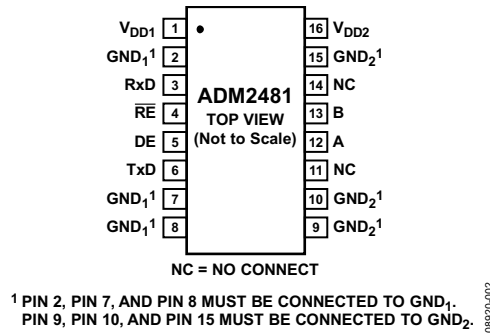 VDD1 1 16 VDD2
GND1¹ 2 15 GND2¹
RxD 3 14 NC
ADM2481
R̅E̅ 4 13 B
TOP VIEW
DE 5 12 A
(Not to Scale)
TxD 6 11 NC
GND1¹ 7 10 GND2¹
GND1¹ 8 9 GND2¹
NC = NO CONNECT
¹ PIN 2, PIN 7, AND PIN 8 MUST BE CONNECTED TO GND1.
PIN 9, PIN 10, AND PIN 15 MUST BE CONNECTED TO GND2.
08920-002